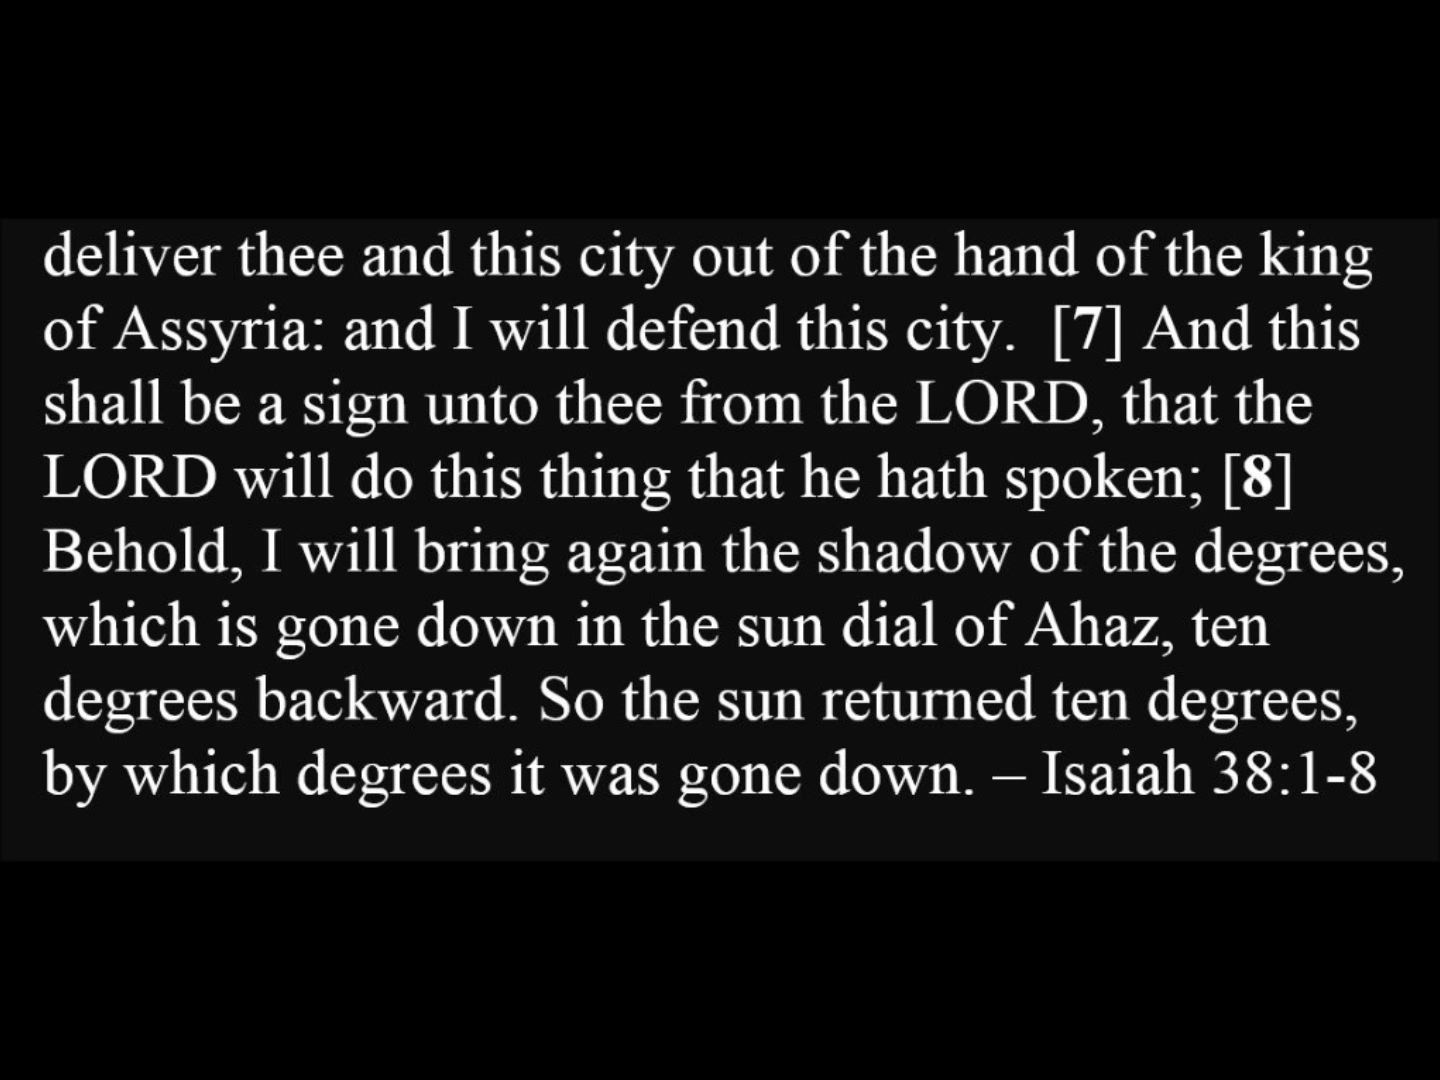 deliver thee and this city out of the hand of the king
of Assyria: and I will defend this city.  [7] And this
shall be a sign unto thee from the LORD, that the
LORD will do this thing that he hath spoken; [8]
Behold, I will bring again the shadow of the degrees,
which is gone down in the sun dial of Ahaz, ten
degrees backward. So the sun returned ten degrees,
by which degrees it was gone down. – Isaiah 38:1-8